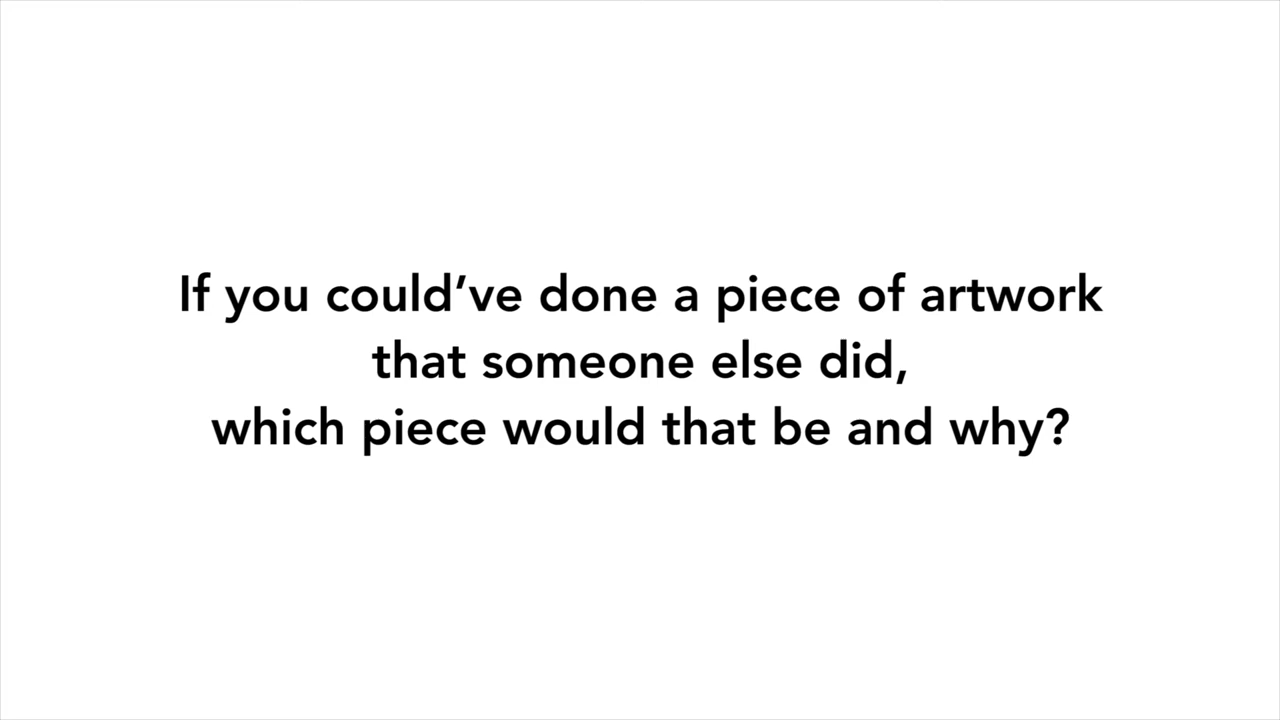 If you could’ve done a piece of artwork
that someone else did,
which piece would that be and why?